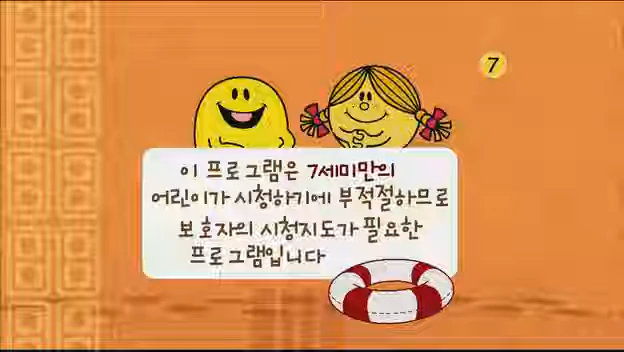 7
이 프로그램은 7세미만의
어린이가 시청하기에 부적절하므로
보호자의 시청지도가 필요한
프로그램입니다